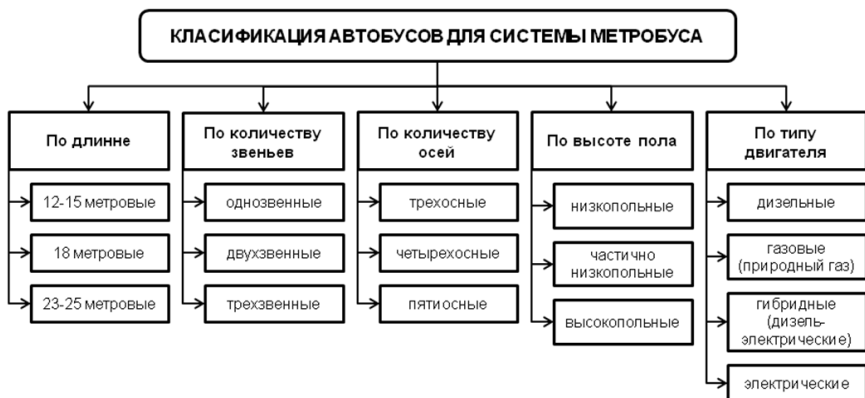 КЛАСИФИКАЦИЯ АВТОБУСОВ ДЛЯ СИСТЕМЫ МЕТРОБУСА
По длинне
12-15 метровые
18 метровые
23-25 метровые
По количеству
звеньев
однозвенные
двухзвенные
трехзвенные
По количеству
осей
трехосные
четырехосные
пятиосные
По высоте пола
низкопольные
частично
низкопольные
высокопольные
По типу
двигателя
дизельные
газовые
(природный газ)
гибридные
(дизель-
электрические)
электрические